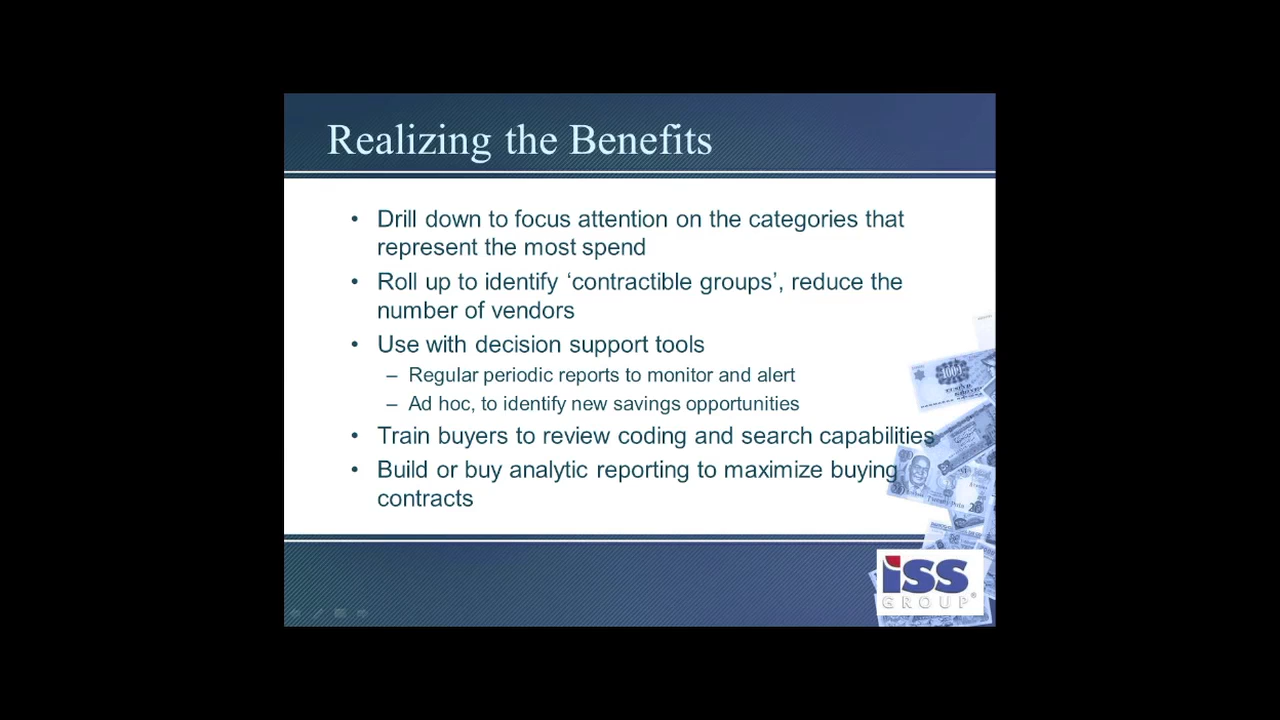 Realizing the Benefits
• Drill down to focus attention on the categories that
represent the most spend
• Roll up to identify ‘contractible groups’, reduce the
number of vendors
• Use with decision support tools
– Regular periodic reports to monitor and alert
– Ad hoc, to identify new savings opportunities
• Train buyers to review coding and search capabilities
• Build or buy analytic reporting to maximize buying
contracts
iSS
GROUP®